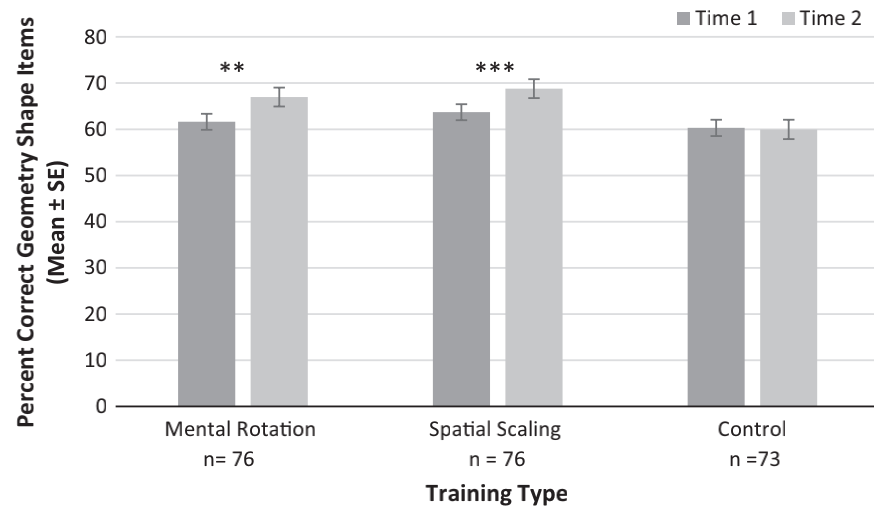 Time 1 Time 2
Percent Correct Geometry Shape Items
(Mean ± SE)
80
70
60
50
40
30
20
10
0
** ***
Mental Rotation Spatial Scaling Control
n= 76 n = 76 n =73
Training Type